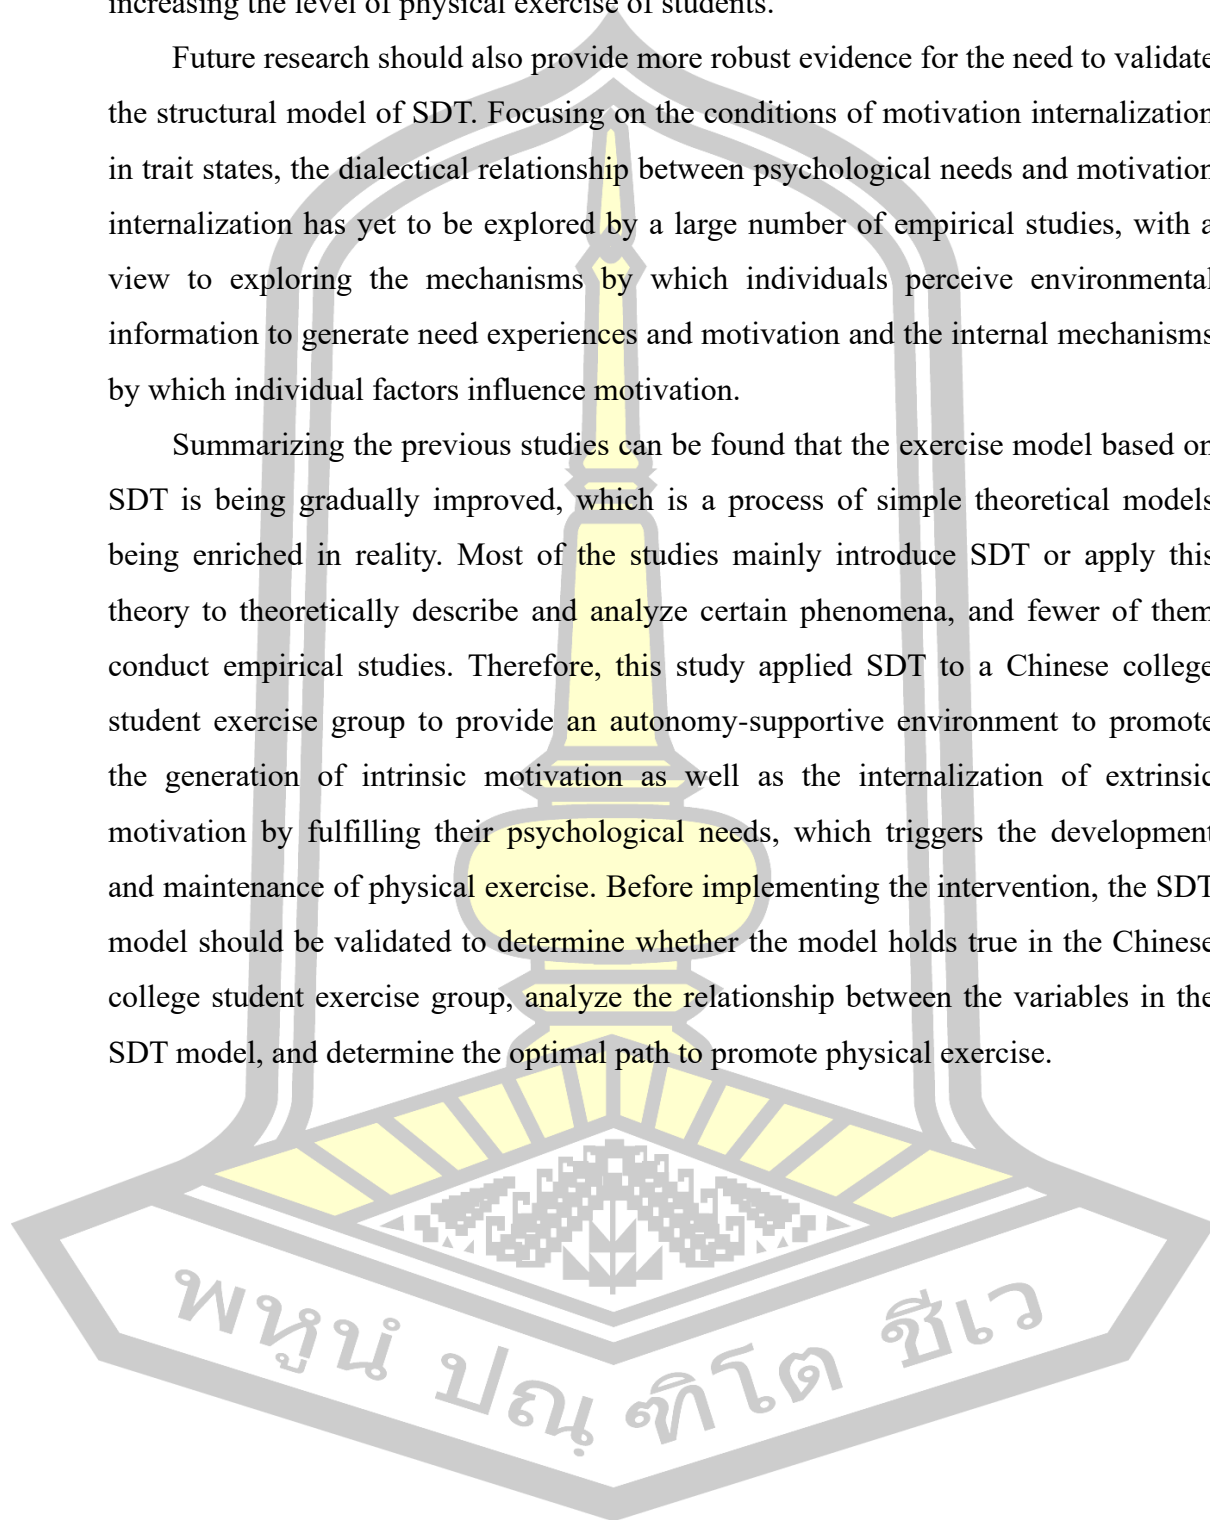 increasing the level of physical exercise of students.
Future research should also provide more robust evidence for the need to validate
the structural model of SDT. Focusing on the conditions of motivation internalization
in trait states, the dialectical relationship between psychological needs and motivation
internalization has yet to be explored by a large number of empirical studies, with a
view to exploring the mechanisms by which individuals perceive environmental
information to generate need experiences and motivation and the internal mechanisms
by which individual factors influence motivation.
Summarizing the previous studies can be found that the exercise model based on
SDT is being gradually improved, which is a process of simple theoretical models
being enriched in reality. Most of the studies mainly introduce SDT or apply this
theory to theoretically describe and analyze certain phenomena, and fewer of them
conduct empirical studies. Therefore, this study applied SDT to a Chinese college
student exercise group to provide an autonomy-supportive environment to promote
the generation of intrinsic motivation as well as the internalization of extrinsic
motivation by fulfilling their psychological needs, which triggers the development
and maintenance of physical exercise. Before implementing the intervention, the SDT
model should be validated to determine whether the model holds true in the Chinese
college student exercise group, analyze the relationship between the variables in the
SDT model, and determine the optimal path to promote physical exercise.
พหูนํ ปณฺฑิโต ชีเว